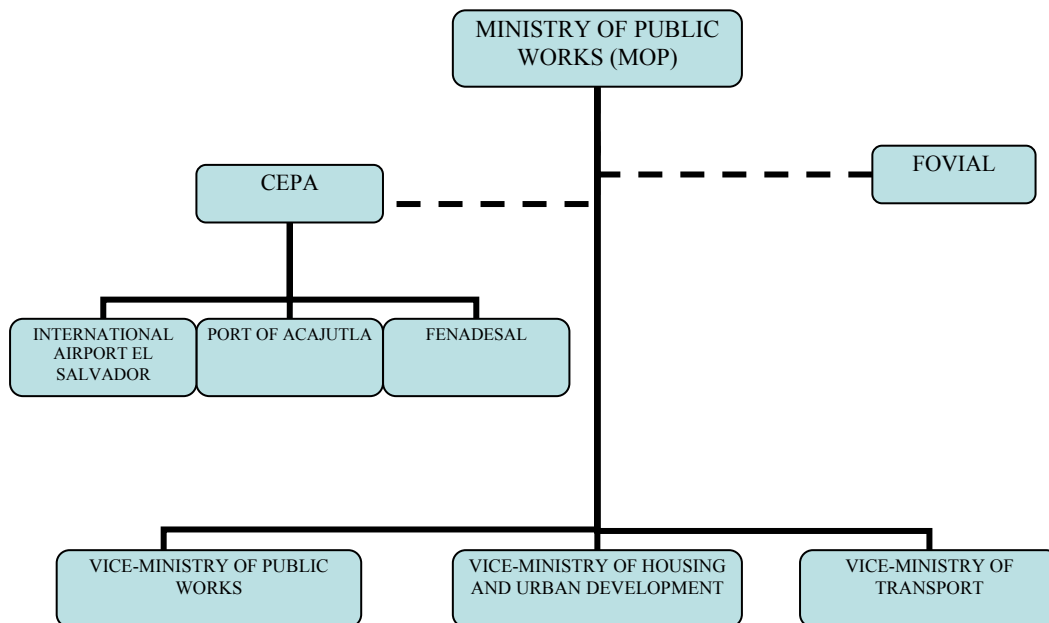 MINISTRY OF PUBLIC
WORKS (MOP)
FOVIAL
CEPA
INTERNATIONAL
AIRPORT EL
SALVADOR
PORT OF ACAJUTLA
FENADESAL
VICE-MINISTRY OF PUBLIC
WORKS
VICE-MINISTRY OF HOUSING
AND URBAN DEVELOPMENT
VICE-MINISTRY OF
TRANSPORT